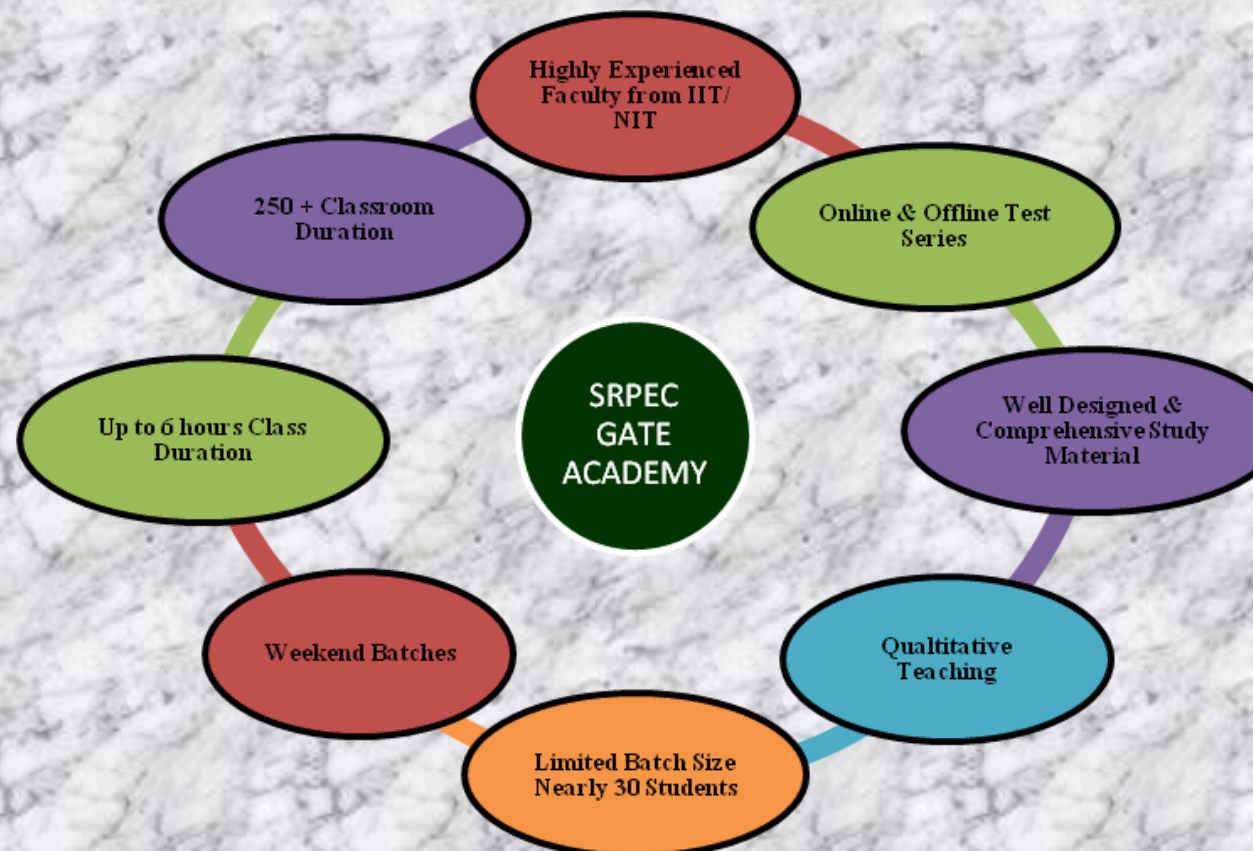 Highly Experienced
Faculty from IIT/
NIT
Online & Offline Test
Series
Well Designed &
Comprehensive Study
Material
Qualtitative
Teaching
Limited Batch Size
Nearly 30 Students
Weekend Batches
Up to 6 hours Class
Duration
250 + Classroom
Duration
SRPEC
GATE
ACADEMY